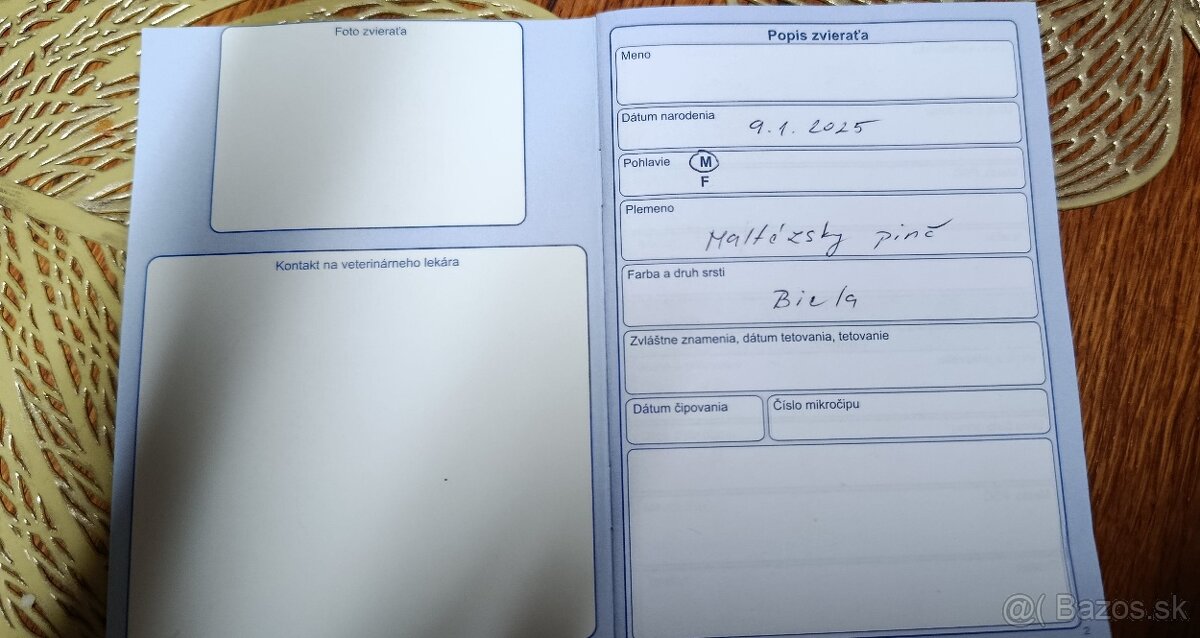 Foto zvieraťa
Kontakt na veterinárneho lekára
Popis zvieraťa
Meno
Dátum narodenia
9.1.2025
Pohlavie M
F
Plemeno
Maltézsky pinč
Farba a druh srsti
Biela
Zvláštne znamenia, dátum tetovania, tetovanie
Dátum čipovania
Číslo mikročipu
2
@( Bazos.sk